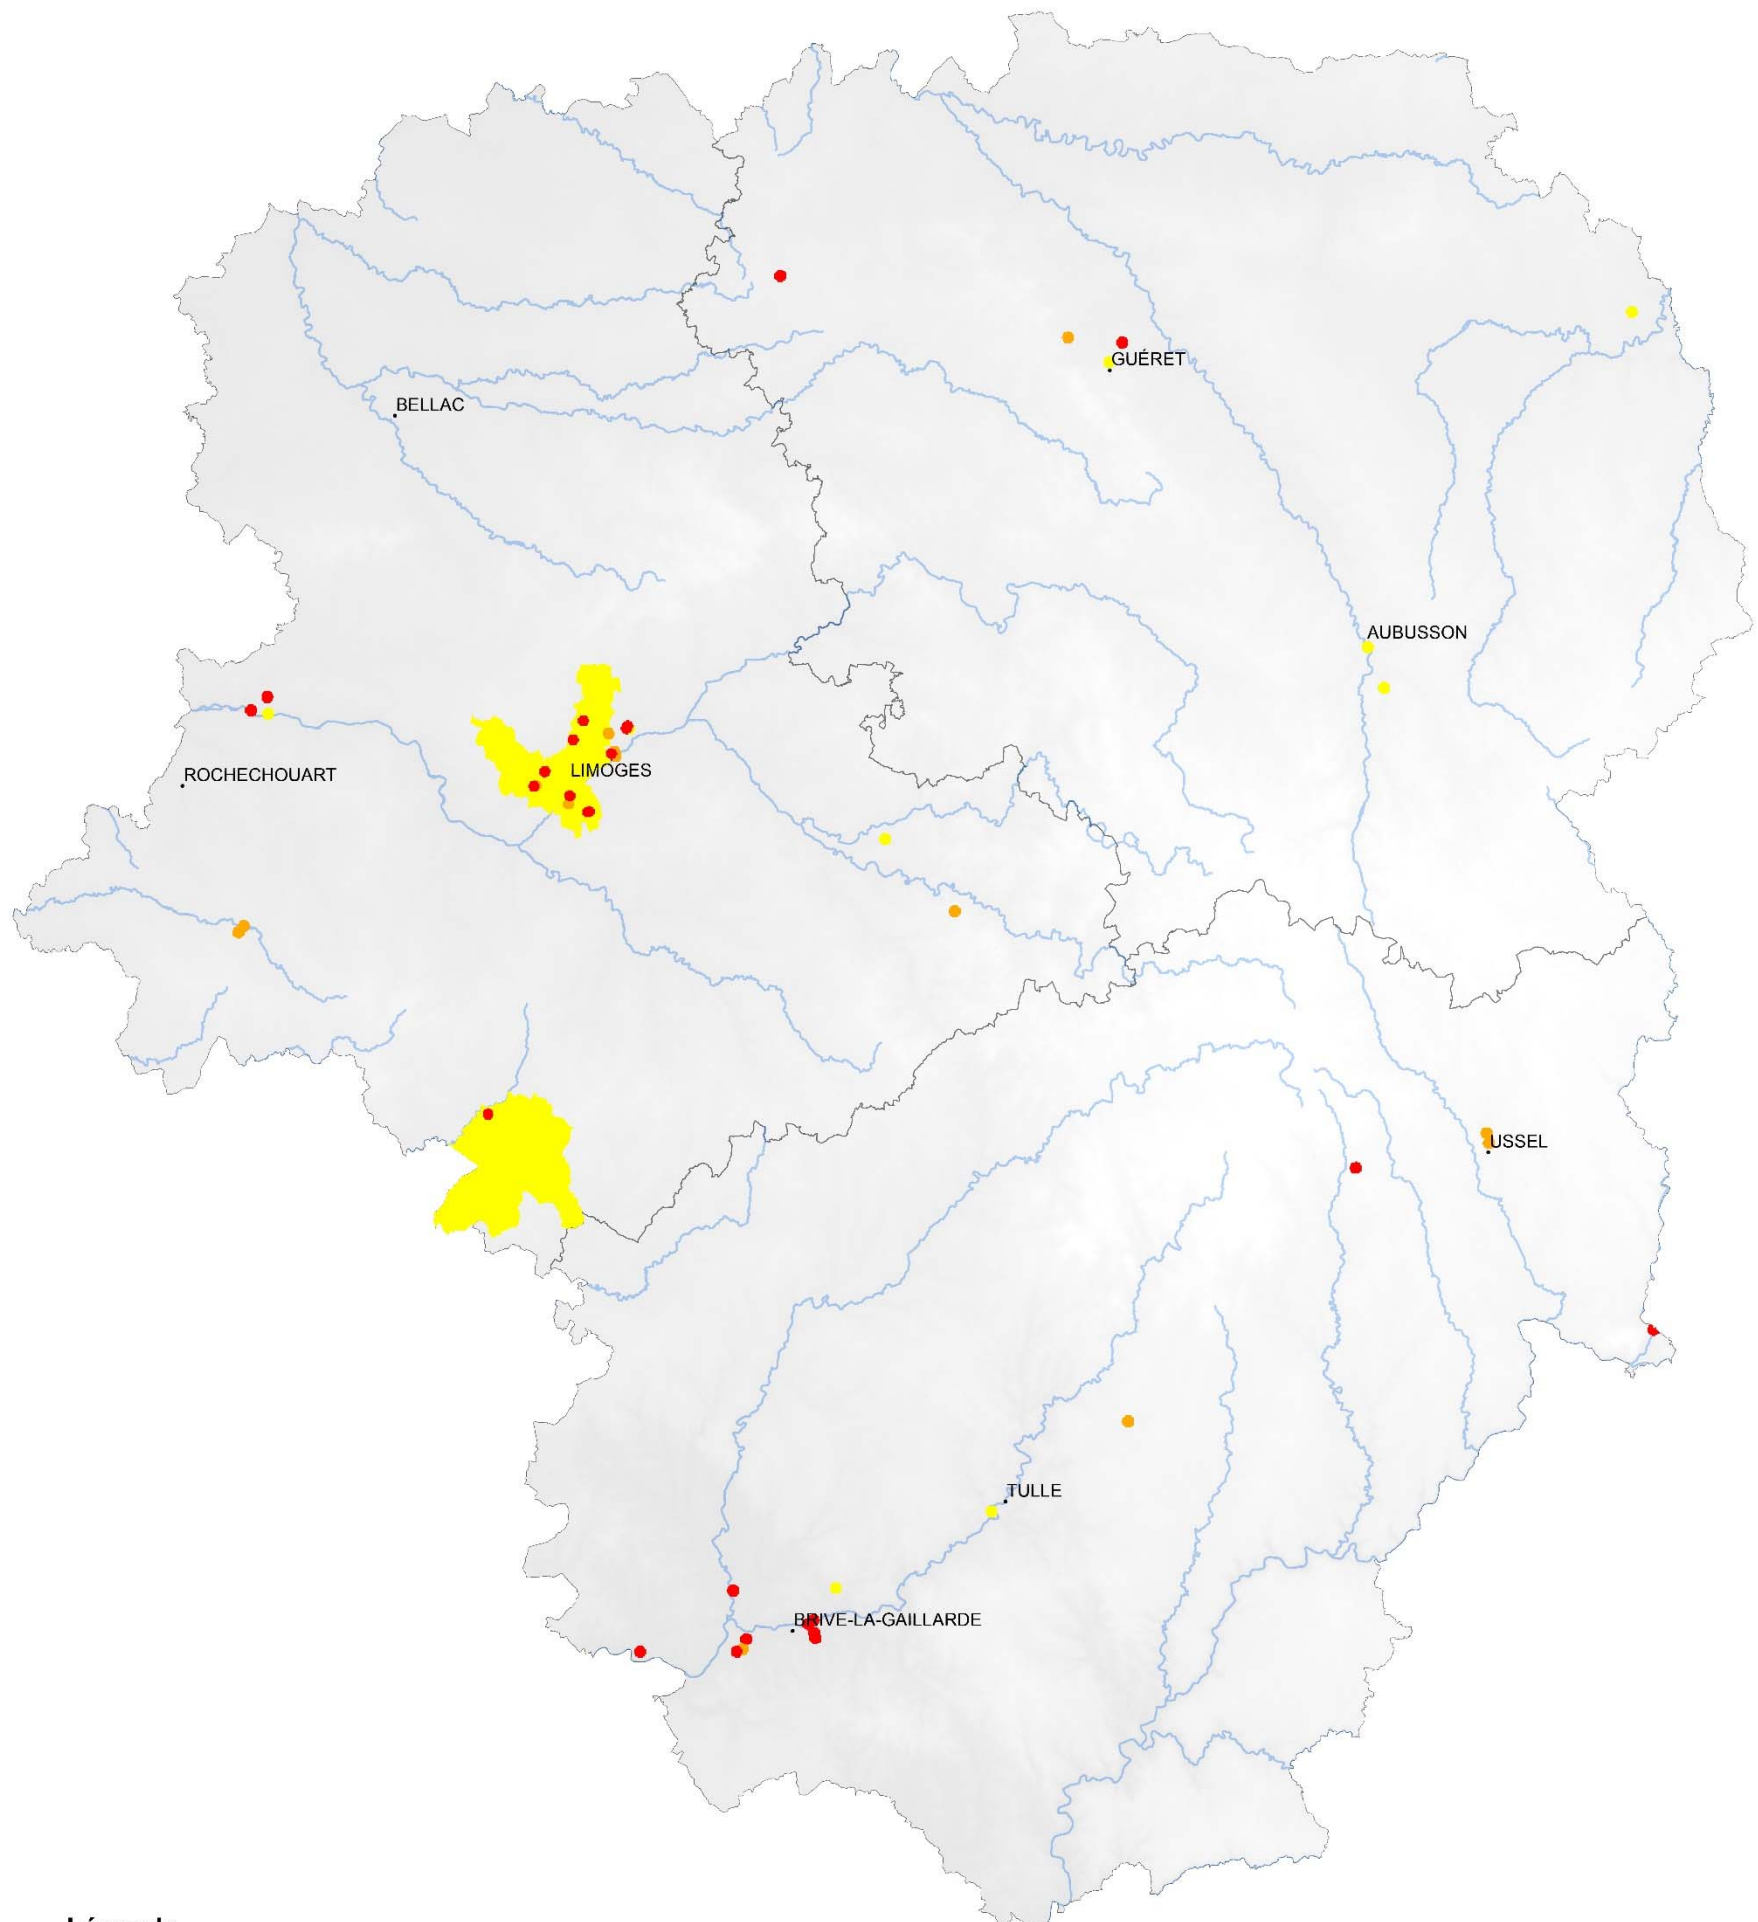 GUÉRET
BELLAC
AUBUSSON
LIMOGES
ROCHECHOUART
USSEL
TULLE
BRIVE-LA-GAILLARDE